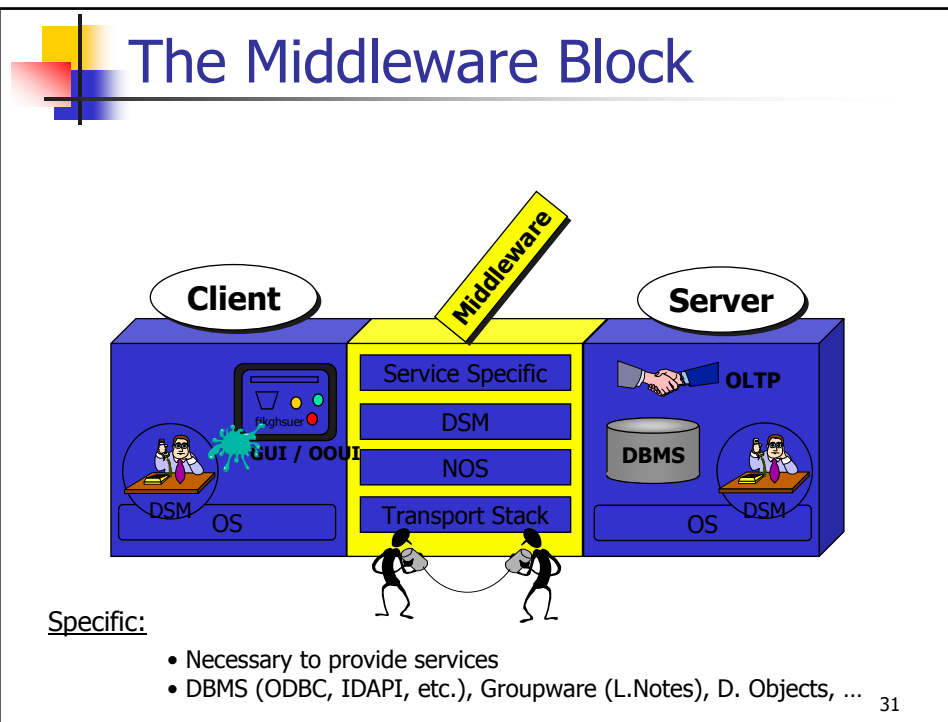 The Middleware Block
Middleware
Client
Server
Service Specific
DSM
NOS
Transport Stack
fikghsuer
GUI / OOUI
DSM
OS
OLTP
DBMS
OS
DSM
Specific:
• Necessary to provide services
• DBMS (ODBC, IDAPI, etc.), Groupware (L.Notes), D. Objects, …
31